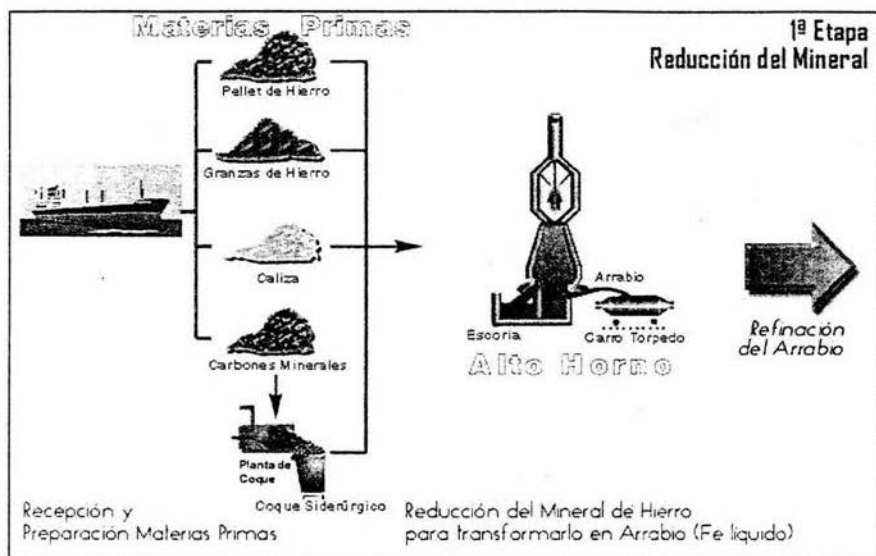 Materias Primas
1ª Etapa
Reducción del Mineral
Pellet de Hierro
Granzas de Hierro
Caliza
Carbones Minerales
Planta de
Coque
Coque Siderúrgico
Arrabio
Escoria
Carro Torpedo
Alto Horno
Refinación
del Arrabio
Recepción y
Preparación Materias Primas
Reducción del Mineral de Hierro
para transformarlo en Arrabio (Fe líquido)